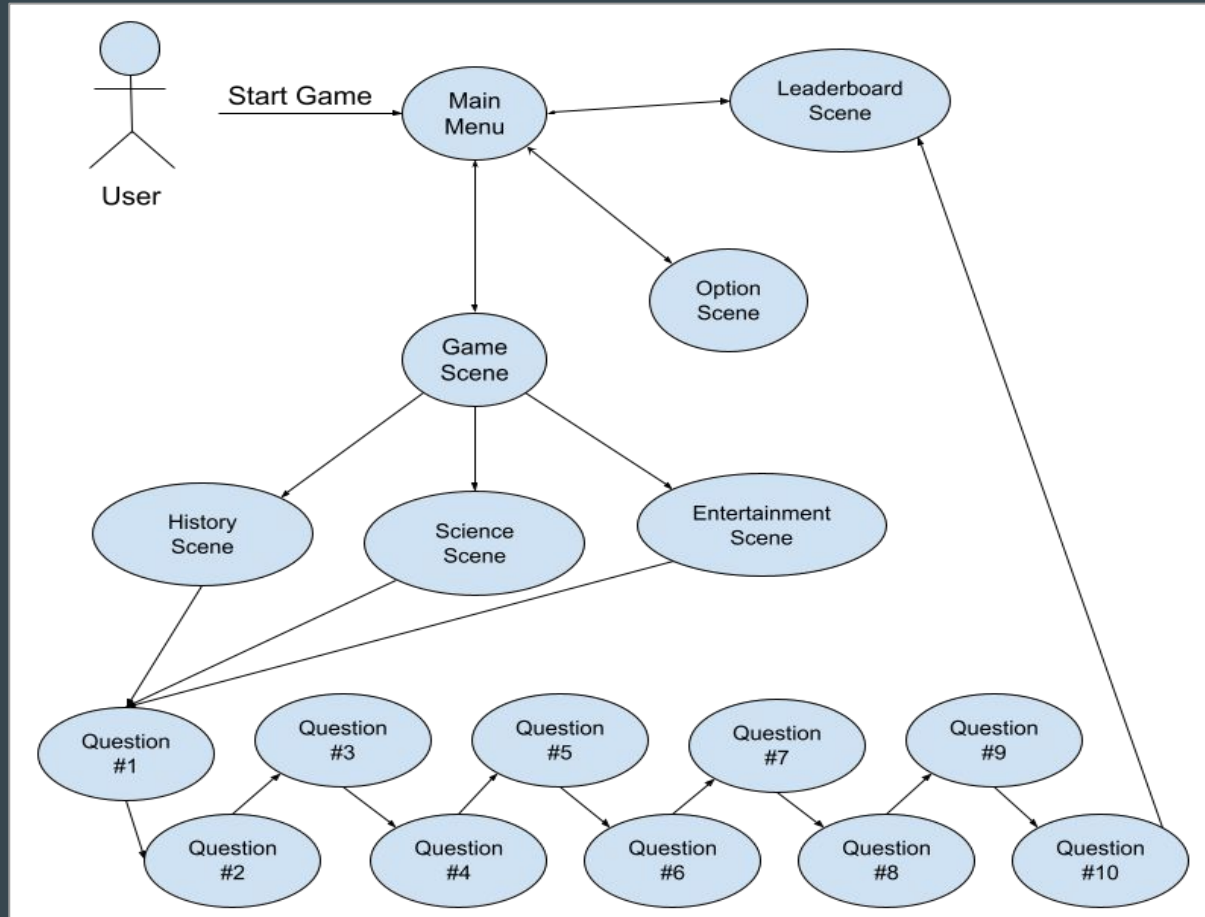 Start Game
User
Main
Menu
Leaderboard
Scene
Option
Scene
Game
Scene
History
Scene
Science
Scene
Entertainment
Scene
Question
#1
Question
#2
Question
#3
Question
#4
Question
#5
Question
#6
Question
#7
Question
#8
Question
#9
Question
#10